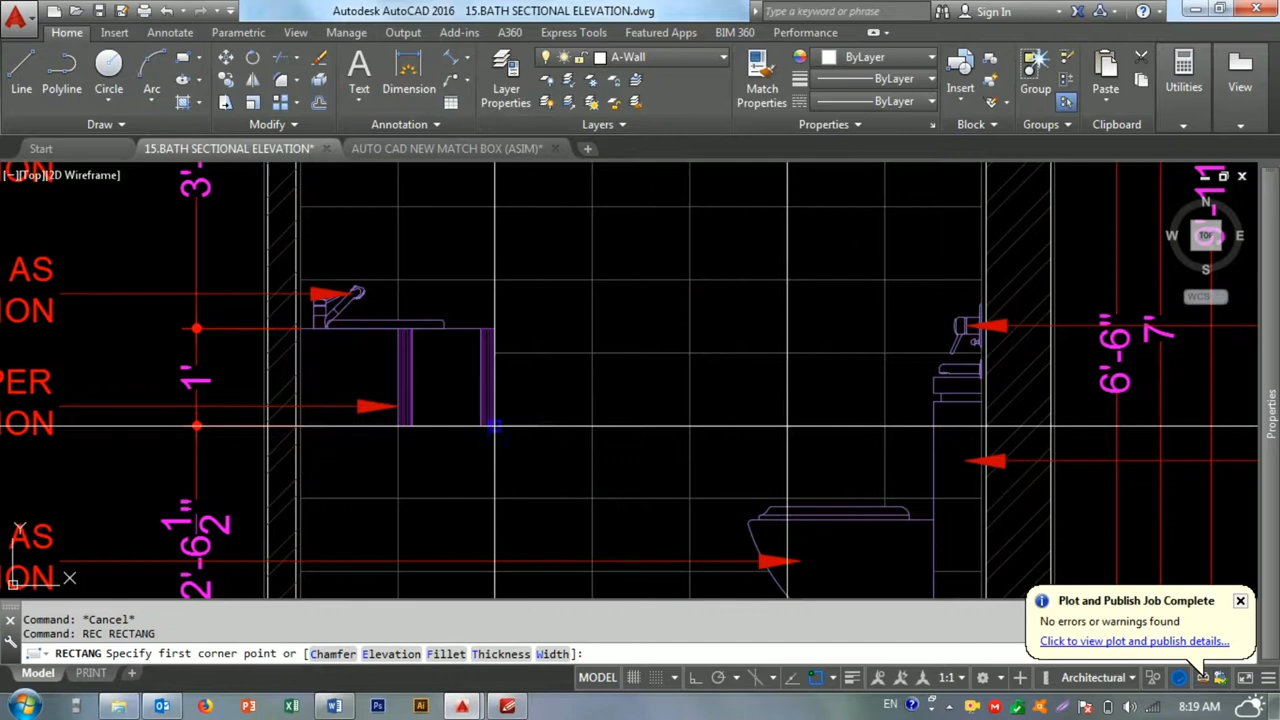 Autodesk AutoCAD 2016 15.BATH SECTIONAL ELEVATION.dwg
Type a keyword or phrase
Sign In
Home Insert Annotate Parametric View Manage Output Add-ins A360 Express Tools Featured Apps BIM 360 Performance
A-Wall
ByLayer
ByLayer
ByLayer
Line Polyline Circle Arc
Text Dimension
Layer Properties
Match Properties
Insert
Group
Paste
Utilities
View
Draw Modify Annotation Layers Properties Block Groups Clipboard
Start
15.BATH SECTIONAL ELEVATION*
AUTO CAD NEW MATCH BOX (ASIM)*
[−][Top][2D Wireframe]
ION
3'-
N
W TOP E
S
WCS
AS
ION
1'
PER
ION
6'-6"
7'
AS
ION
2'-6 1/2"
Y
X
Plot and Publish Job Complete
No errors or warnings found
Click to view plot and publish details...
Command: *Cancel*
Command: REC RECTANG
RECTANG Specify first corner point or [Chamfer Elevation Fillet Thickness Width]:
Model PRINT
MODEL
1:1
Architectural
EN
8:19 AM